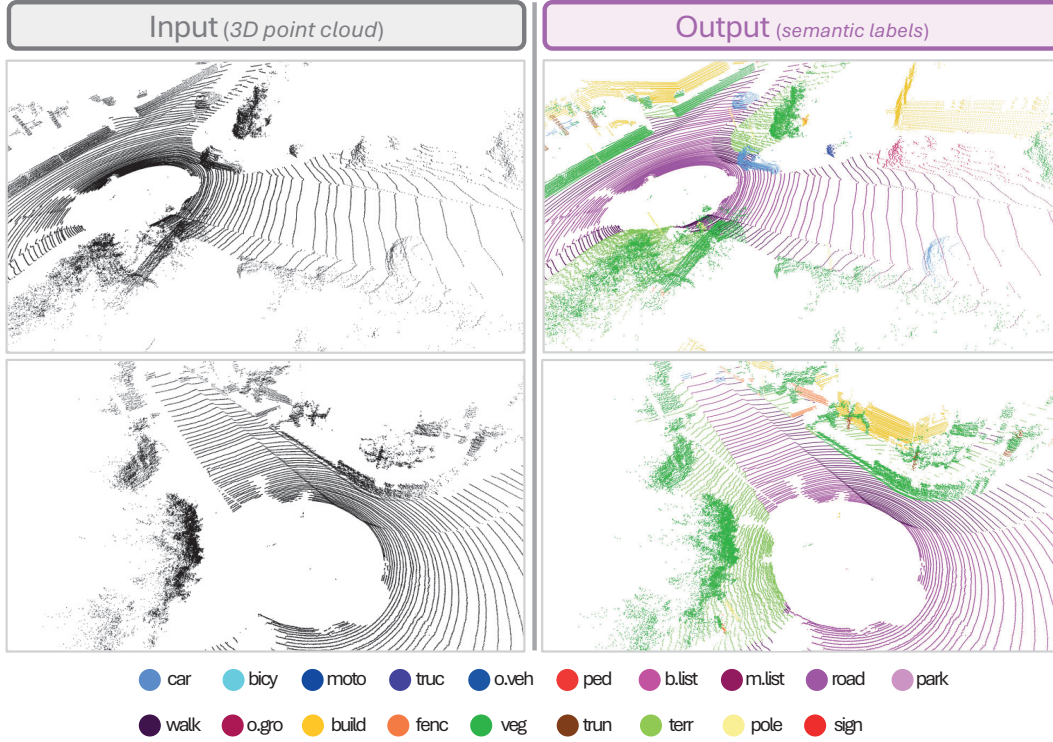 Input (3D point cloud)
Output (semantic labels)
car bicy moto truc o.veh ped b.list m.list road park
walk o.gro build fenc veg trun terr pole sign